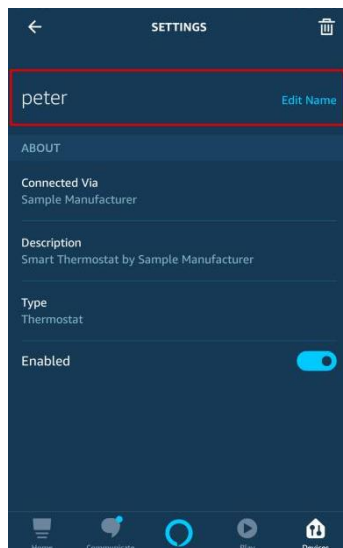 SETTINGS
peter
Edit Name
ABOUT
Connected Via
Sample Manufacturer
Description
Smart Thermostat by Sample Manufacturer
Type
Thermostat
Enabled
Home
Communicate
Play
Devices